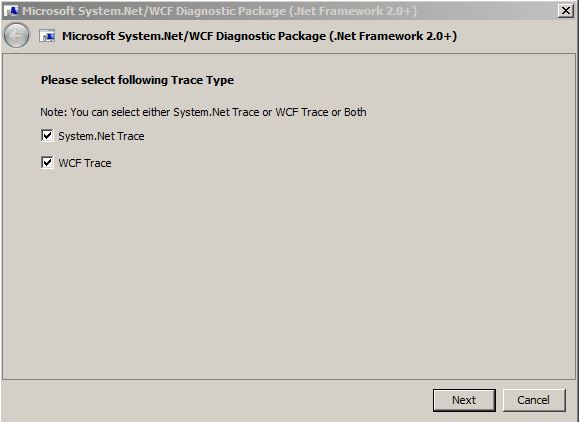 Microsoft System.Net/WCF Diagnostic Package (.Net Framework 2.0+)
Microsoft System.Net/WCF Diagnostic Package (.Net Framework 2.0+)
Please select following Trace Type
Note: You can select either System.Net Trace or WCF Trace or Both
System.Net Trace
WCF Trace
Next Cancel